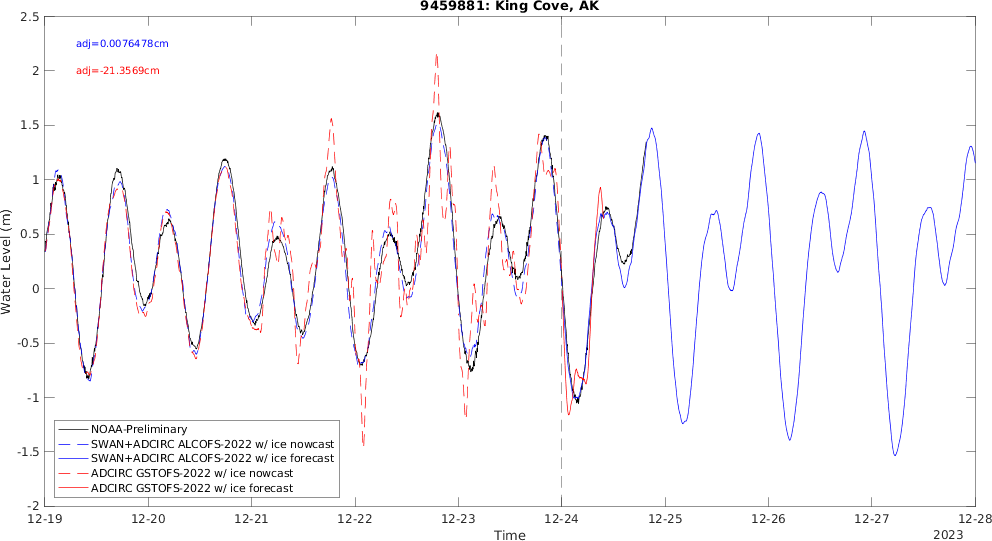 9459881: King Cove, AK
adj=0.0076478cm
adj=-21.3569cm
2.5
2
1.5
1
0.5
0
-0.5
-1
-1.5
-2
Water Level (m)
NOAA-Preliminary
SWAN+ADCIRC ALCOFS-2022 w/ ice nowcast
SWAN+ADCIRC ALCOFS-2022 w/ ice forecast
ADCIRC GSTOFS-2022 w/ ice nowcast
ADCIRC GSTOFS-2022 w/ ice forecast
12-19 12-20 12-21 12-22 12-23 12-24 12-25 12-26 12-27 12-28
Time
2023